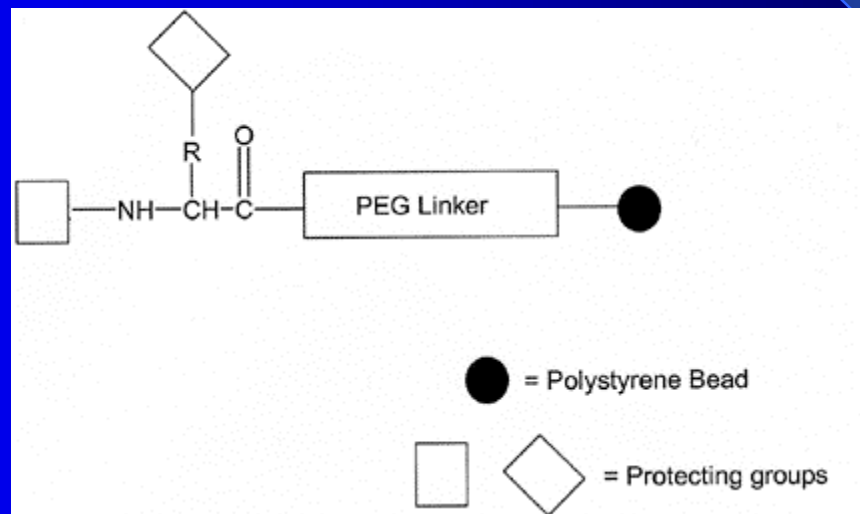 R
O
NH
CH
C
PEG Linker
= Polystyrene Bead
= Protecting groups